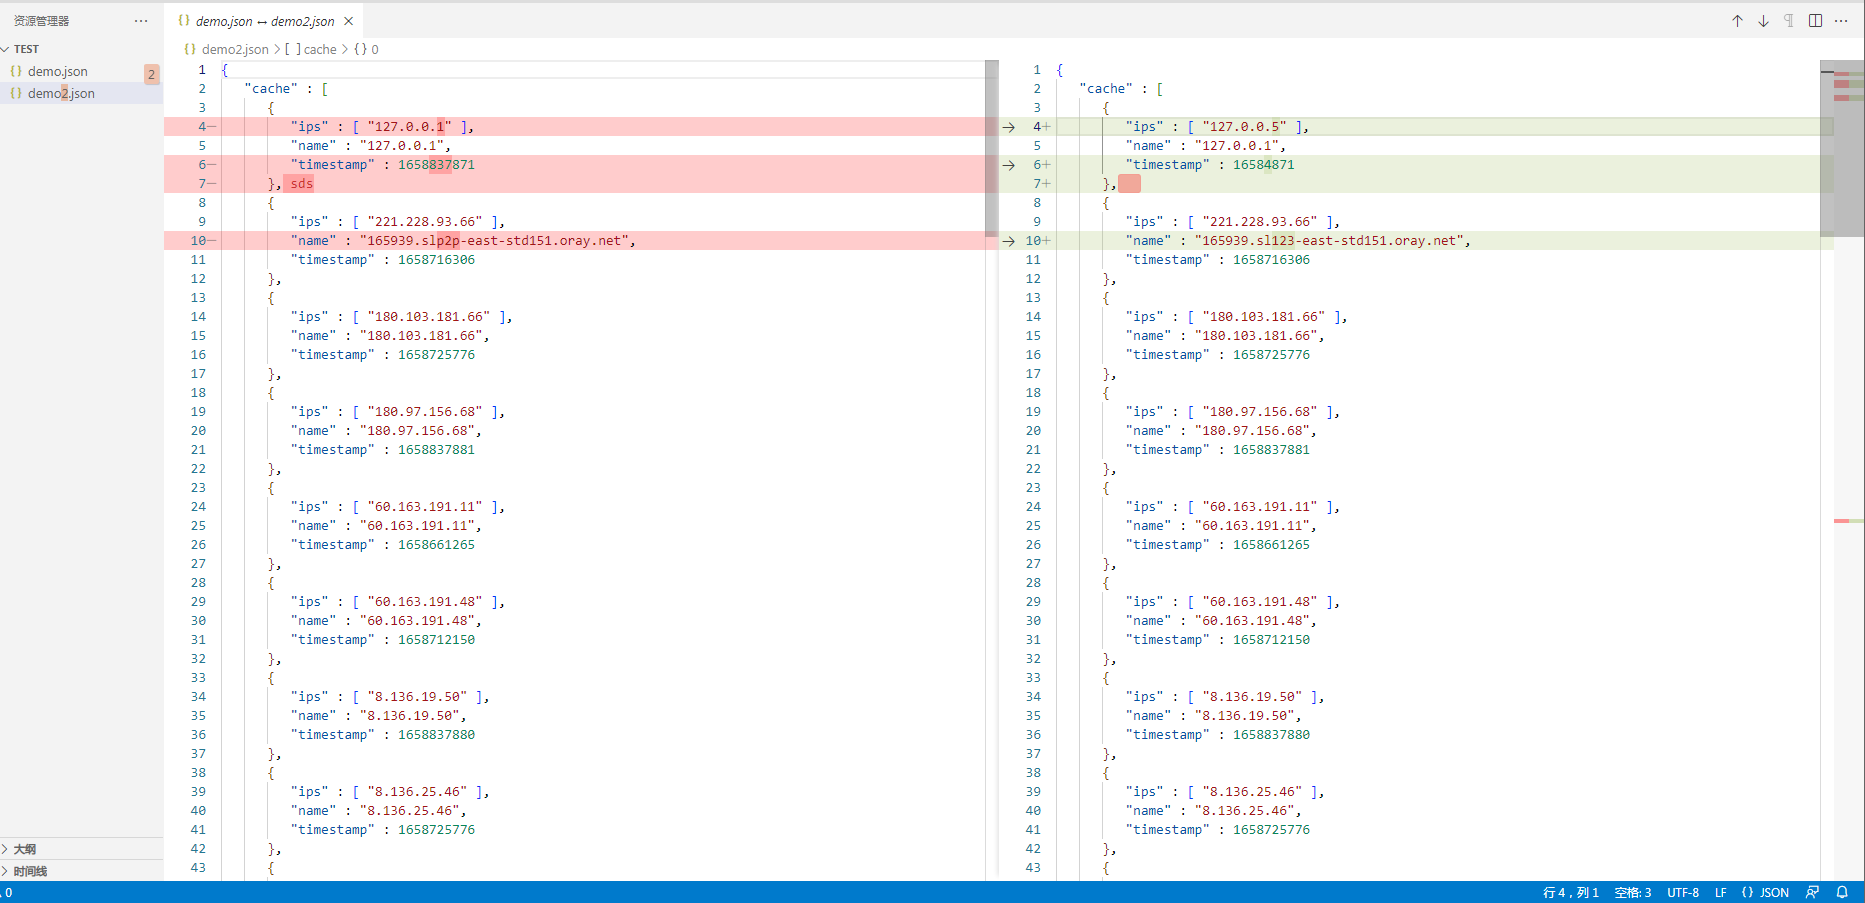 资源管理器 ···
TEST
demo.json 2
demo2.json
大纲
时间线
demo.json ↔ demo2.json
demo2.json > [ ] cache > {} 0
1 {
2 "cache" : [
3 {
4 "ips" : [ "127.0.0.1" ],
5 "name" : "127.0.0.1",
6 "timestamp" : 1658837871
7 }, sds
8 {
9 "ips" : [ "221.228.93.66" ],
10 "name" : "165939.slp2p-east-std151.oray.net",
11 "timestamp" : 1658716306
12 },
13 {
14 "ips" : [ "180.103.181.66" ],
15 "name" : "180.103.181.66",
16 "timestamp" : 1658725776
17 },
18 {
19 "ips" : [ "180.97.156.68" ],
20 "name" : "180.97.156.68",
21 "timestamp" : 1658837881
22 },
23 {
24 "ips" : [ "60.163.191.11" ],
25 "name" : "60.163.191.11",
26 "timestamp" : 1658661265
27 },
28 {
29 "ips" : [ "60.163.191.48" ],
30 "name" : "60.163.191.48",
31 "timestamp" : 1658712150
32 },
33 {
34 "ips" : [ "8.136.19.50" ],
35 "name" : "8.136.19.50",
36 "timestamp" : 1658837880
37 },
38 {
39 "ips" : [ "8.136.25.46" ],
40 "name" : "8.136.25.46",
41 "timestamp" : 1658725776
42 },
43 {
1 {
2 "cache" : [
3 {
4+ "ips" : [ "127.0.0.5" ],
5 "name" : "127.0.0.1",
6+ "timestamp" : 16584871
7+ },
8 {
9 "ips" : [ "221.228.93.66" ],
10+ "name" : "165939.sl123-east-std151.oray.net",
11 "timestamp" : 1658716306
12 },
13 {
14 "ips" : [ "180.103.181.66" ],
15 "name" : "180.103.181.66",
16 "timestamp" : 1658725776
17 },
18 {
19 "ips" : [ "180.97.156.68" ],
20 "name" : "180.97.156.68",
21 "timestamp" : 1658837881
22 },
23 {
24 "ips" : [ "60.163.191.11" ],
25 "name" : "60.163.191.11",
26 "timestamp" : 1658661265
27 },
28 {
29 "ips" : [ "60.163.191.48" ],
30 "name" : "60.163.191.48",
31 "timestamp" : 1658712150
32 },
33 {
34 "ips" : [ "8.136.19.50" ],
35 "name" : "8.136.19.50",
36 "timestamp" : 1658837880
37 },
38 {
39 "ips" : [ "8.136.25.46" ],
40 "name" : "8.136.25.46",
41 "timestamp" : 1658725776
42 },
43 {
0 行 4，列 1 空格: 3 UTF-8 LF {} JSON